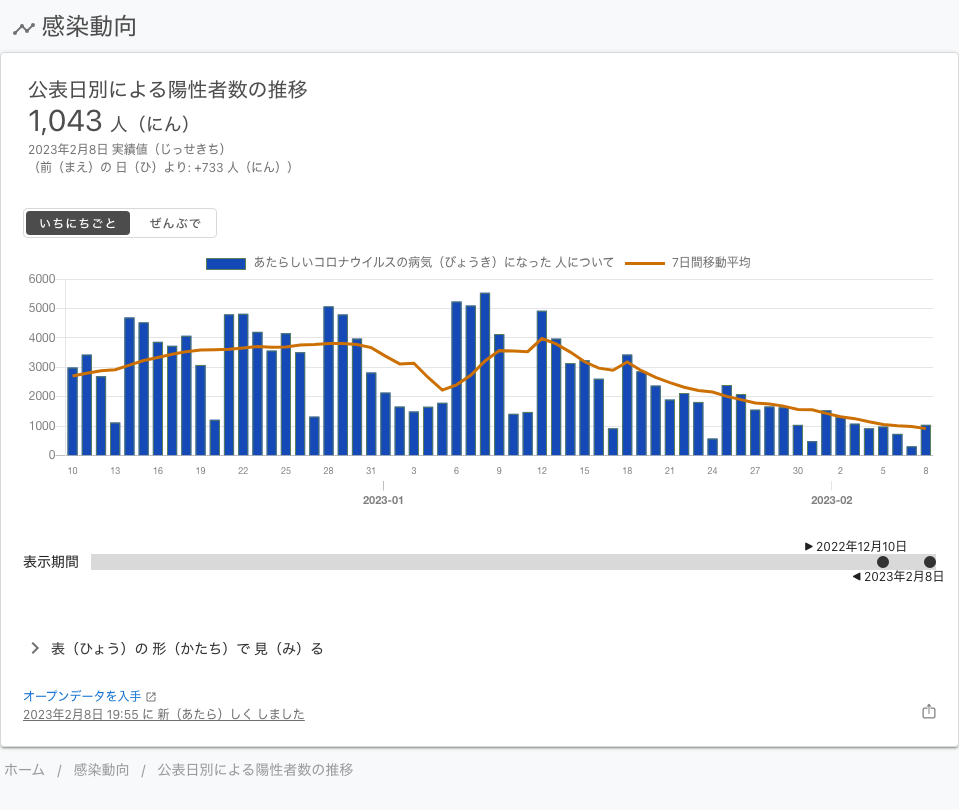 感染動向
公表日別による陽性者数の推移
1,043 人（にん）
2023年2月8日 実績値（じっせきち）
（前（まえ）の 日（ひ）より: +733 人（にん））
いちにちごと ぜんぶで
あたらしいコロナウイルスの病気（びょうき）になった 人について 7日間移動平均
6000
5000
4000
3000
2000
1000
0
10 13 16 19 22 25 28 31 3 6 9 12 15 18 21 24 27 30 2 5 8
2023-01 2023-02
▶ 2022年12月10日
表示期間
◀ 2023年2月8日
表（ひょう）の 形（かたち）で 見（み）る
オープンデータを入手
2023年2月8日 19:55 に 新（あたら）しく しました
ホーム / 感染動向 / 公表日別による陽性者数の推移